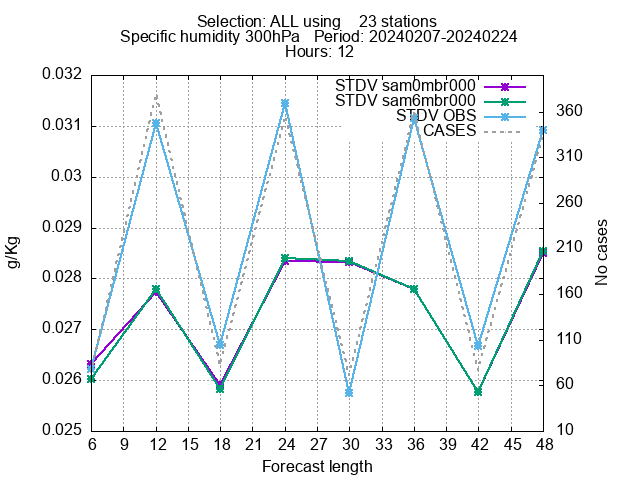 Selection: ALL using    23 stations
Specific humidity 300hPa   Period: 20240207-20240224
Hours: 12
STDV sam0mbr000
STDV sam6mbr000
STDV OBS
CASES
0.032
0.031
0.03
0.029
0.028
0.027
0.026
0.025
g/Kg
360
310
260
210
160
110
60
10
No cases
6 9 12 15 18 21 24 27 30 33 36 39 42 45 48
Forecast length